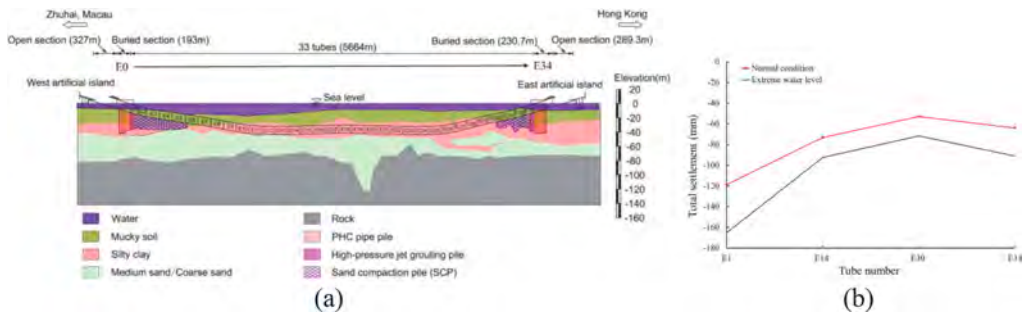 Zhuhai, Macau
Hong Kong
Open section (327m)
Buried section (193m)
33 tubes (5664m)
Buried section (230.7m)
Open section (289.3m)
E0
E34
West artificial island
Sea level
East artificial island
Elevation(m)
20
0
-20
-40
-60
-80
-100
-120
-140
-160
Water
Mucky soil
Silty clay
Medium sand/Coarse sand
Rock
PHC pipe pile
High-pressure jet grouting pile
Sand compaction pile (SCP)
(a)
Normal condition
Extreme water level
Total settlement (mm)
0
-20
-40
-60
-80
-100
-120
-140
-160
-180
Tube number
(b)